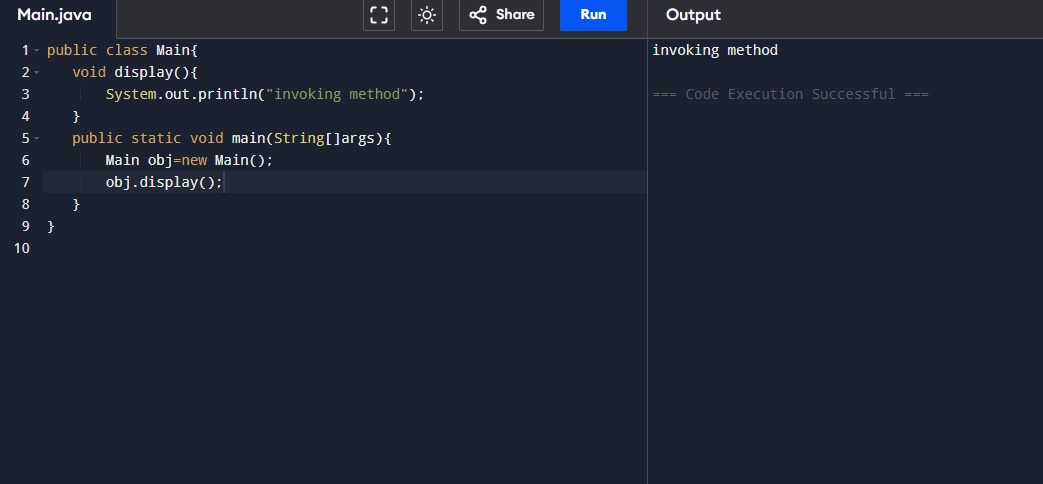 Main.java Share Run Output
1 public class Main{
2 void display(){
3 System.out.println("invoking method");
4 }
5 public static void main(String[]args){
6 Main obj=new Main();
7 obj.display();
8 }
9 }
10
invoking method
=== Code Execution Successful ===